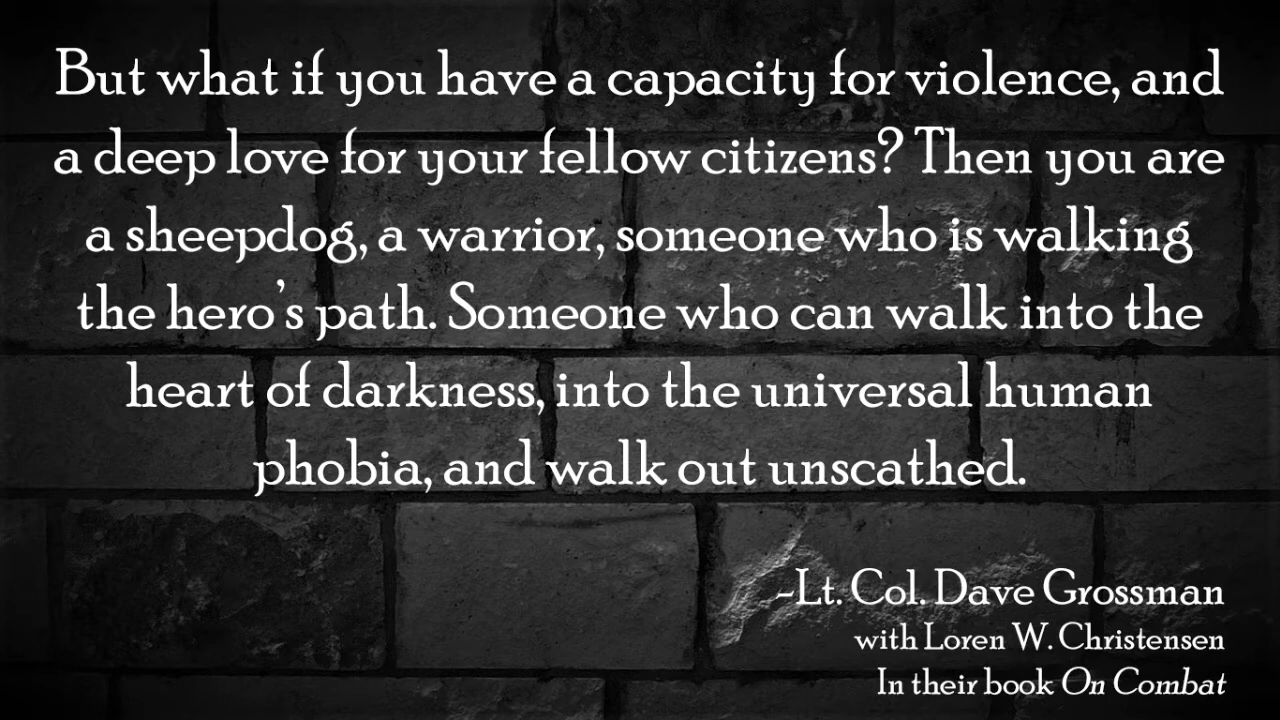 But what if you have a capacity for violence, and
a deep love for your fellow citizens? Then you are
a sheepdog, a warrior, someone who is walking
the hero's path. Someone who can walk into the
heart of darkness, into the universal human
phobia, and walk out unscathed.
-Lt. Col. Dave Grossman
with Loren W. Christensen
In their book On Combat